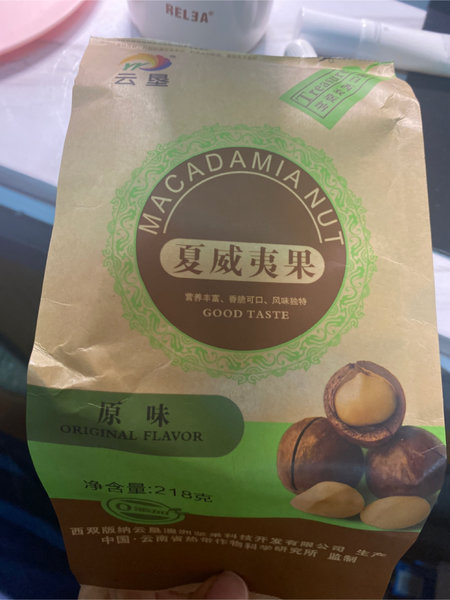 RELEA
YK
云垦
Treasure
MACADAMIA NUT
夏威夷果
营养丰富、香脆可口、风味独特
GOOD TASTE
原味
ORIGINAL FLAVOR
净含量:218克
西双版纳云垦澳洲坚果科技开发有限公司 生产
中国·云南省热带作物科学研究所 监制